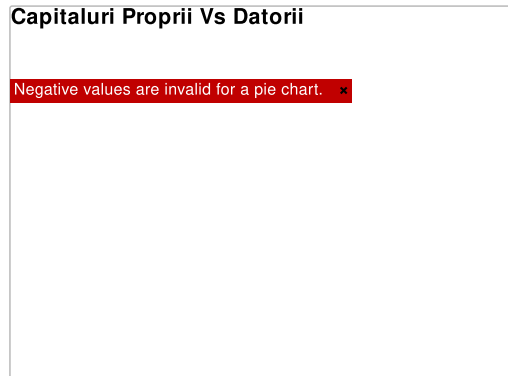 Capitaluri Proprii Vs Datorii
Negative values are invalid for a pie chart. ×